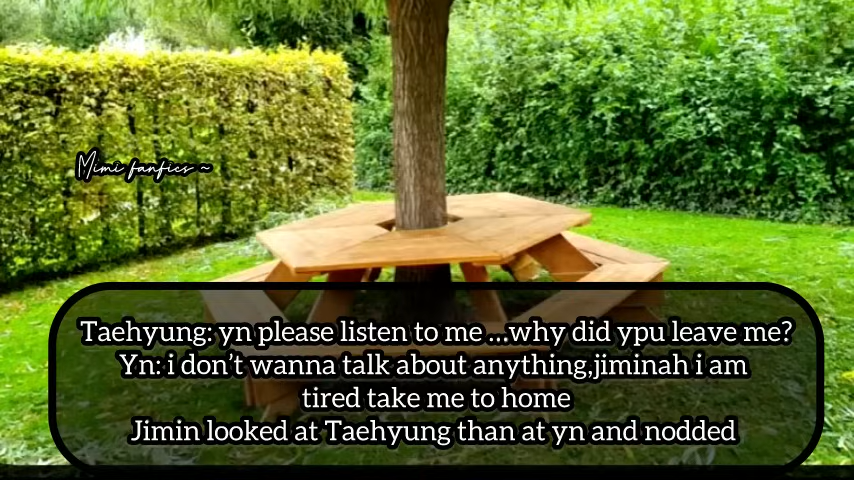 Mimi fanfics ~
Taehyung: yn please listen to me...why did ypu leave me?
Yn: i don't wanna talk about anything,jiminah i am
tired take me to home
Jimin looked at Taehyung than at yn and nodded